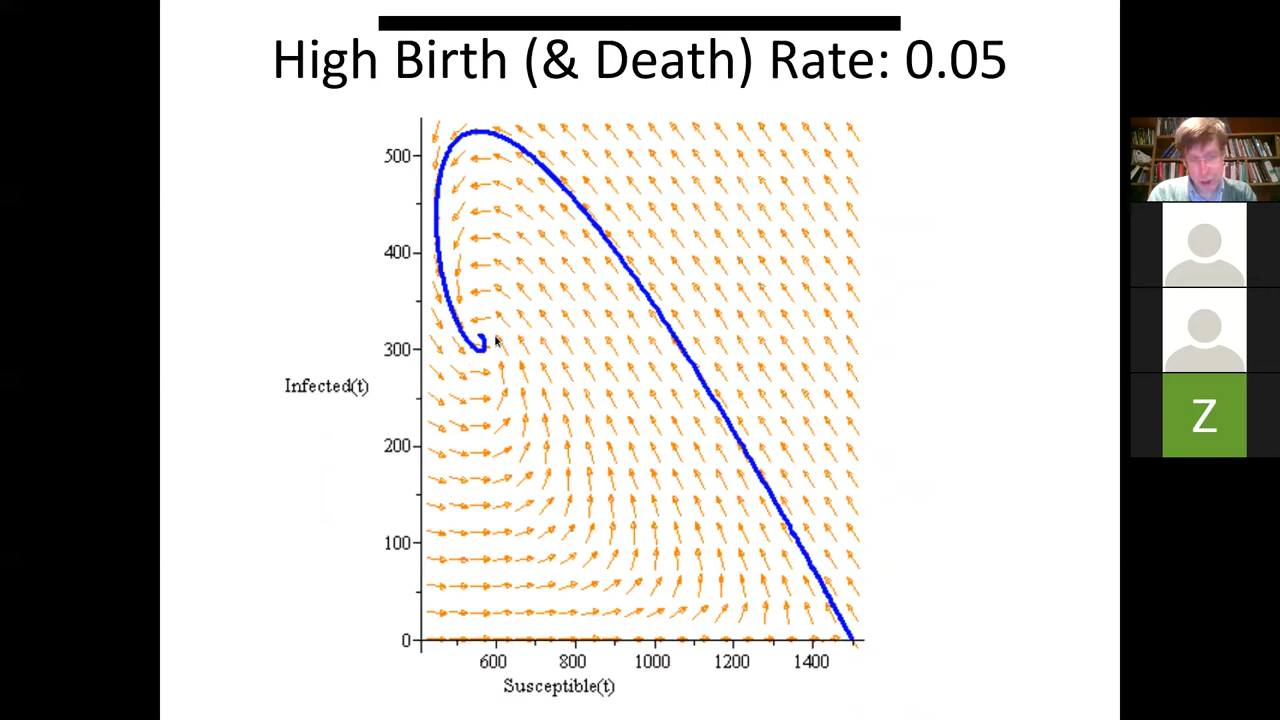 High Birth (& Death) Rate: 0.05
500
400
300
Infected(t)
200
100
0
600 800 1000 1200 1400
Susceptible(t)
Z